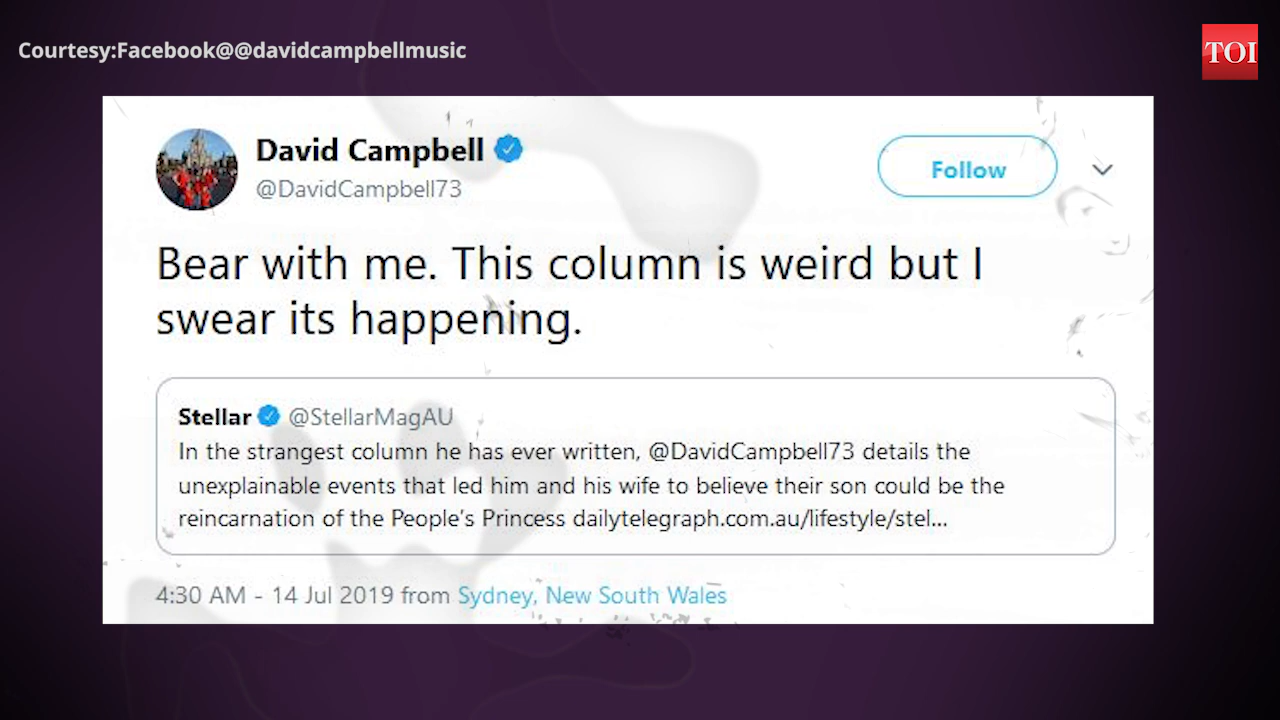 Courtesy:Facebook@@davidcampbellmusic
TOI
David Campbell
@DavidCampbell73
Follow
Bear with me. This column is weird but I
swear its happening.
Stellar @StellarMagAU
In the strangest column he has ever written, @DavidCampbell73 details the
unexplainable events that led him and his wife to believe their son could be the
reincarnation of the People's Princess dailytelegraph.com.au/lifestyle/stel...
4:30 AM - 14 Jul 2019 from Sydney, New South Wales